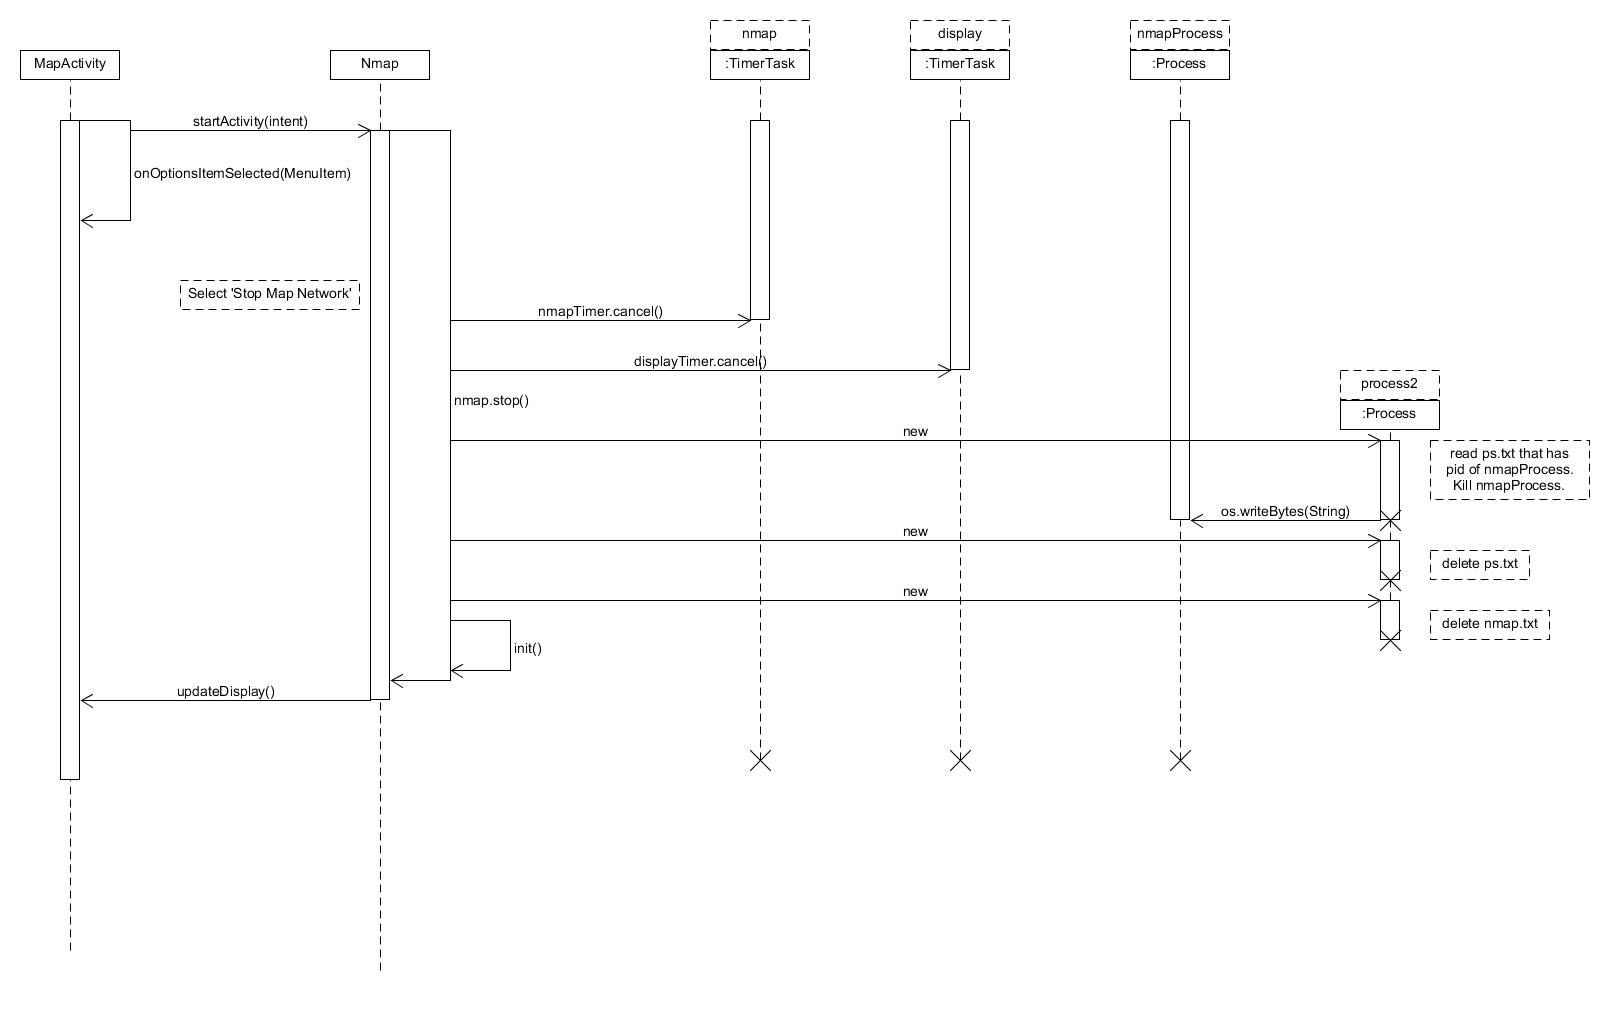 nmap
display
nmapProcess
MapActivity
Nmap
:TimerTask
:TimerTask
:Process
startActivity(intent)
onOptionsItemSelected(MenuItem)
Select 'Stop Map Network'
nmapTimer.cancel()
displayTimer.cancel()
process2
nmap.stop()
:Process
new
read ps.txt that has
pid of nmapProcess.
Kill nmapProcess.
os.writeBytes(String)
new
delete ps.txt
new
delete nmap.txt
init()
updateDisplay()